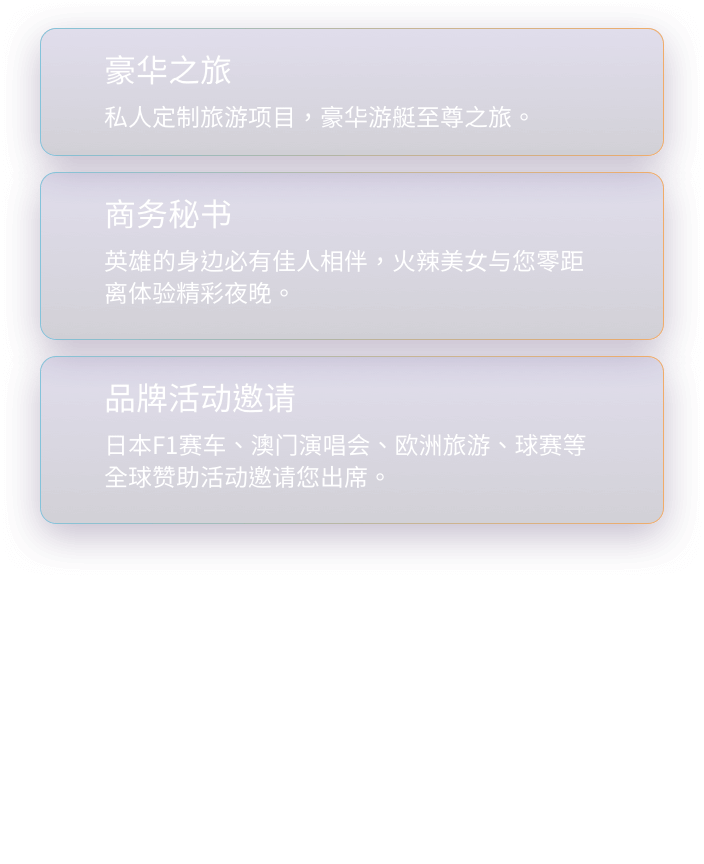 豪华之旅
私人定制旅游项目，豪华游艇至尊之旅。
商务秘书
英雄的身边必有佳人相伴，火辣美女与您零距
离体验精彩夜晚。
品牌活动邀请
日本F1赛车、澳门演唱会、欧洲旅游、球赛等
全球赞助活动邀请您出席。